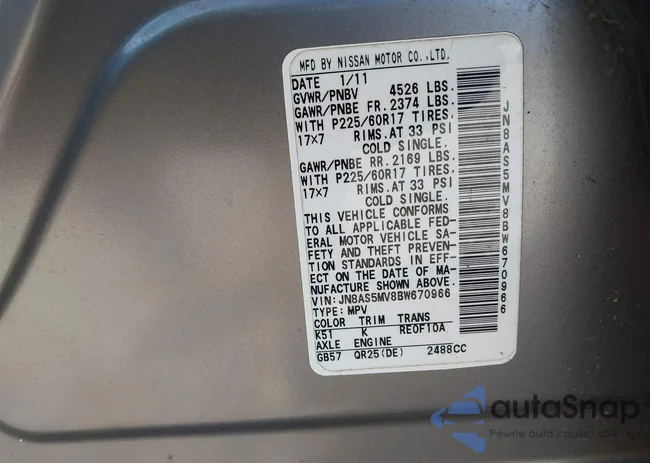 MFD BY NISSAN MOTOR CO.,LTD.
DATE 1/11
GVWR/PNBV 4526 LBS.
GAWR/PNBE FR. 2374 LBS.
WITH P225/60R17 TIRES,
17×7 RIMS.AT 33 PSI
COLD SINGLE.
GAWR/PNBE RR. 2169 LBS.
WITH P225/60R17 TIRES,
17×7 RIMS.AT 33 PSI
COLD SINGLE.
THIS VEHICLE CONFORMS
TO ALL APPLICABLE FED-
ERAL MOTOR VEHICLE SA-
FETY AND THEFT PREVEN-
TION STANDARDS IN EFF-
ECT ON THE DATE OF MA-
NUFACTURE SHOWN ABOVE.
VIN: JN8AS5MV8BW670966
TYPE: MPV
COLOR TRIM TRANS
K51 K RE0F10A
AXLE ENGINE
GB57 QR25(DE) 2488CC
JN8AS5MV8BW670966
autaSnap
Pewne auta z aukcji